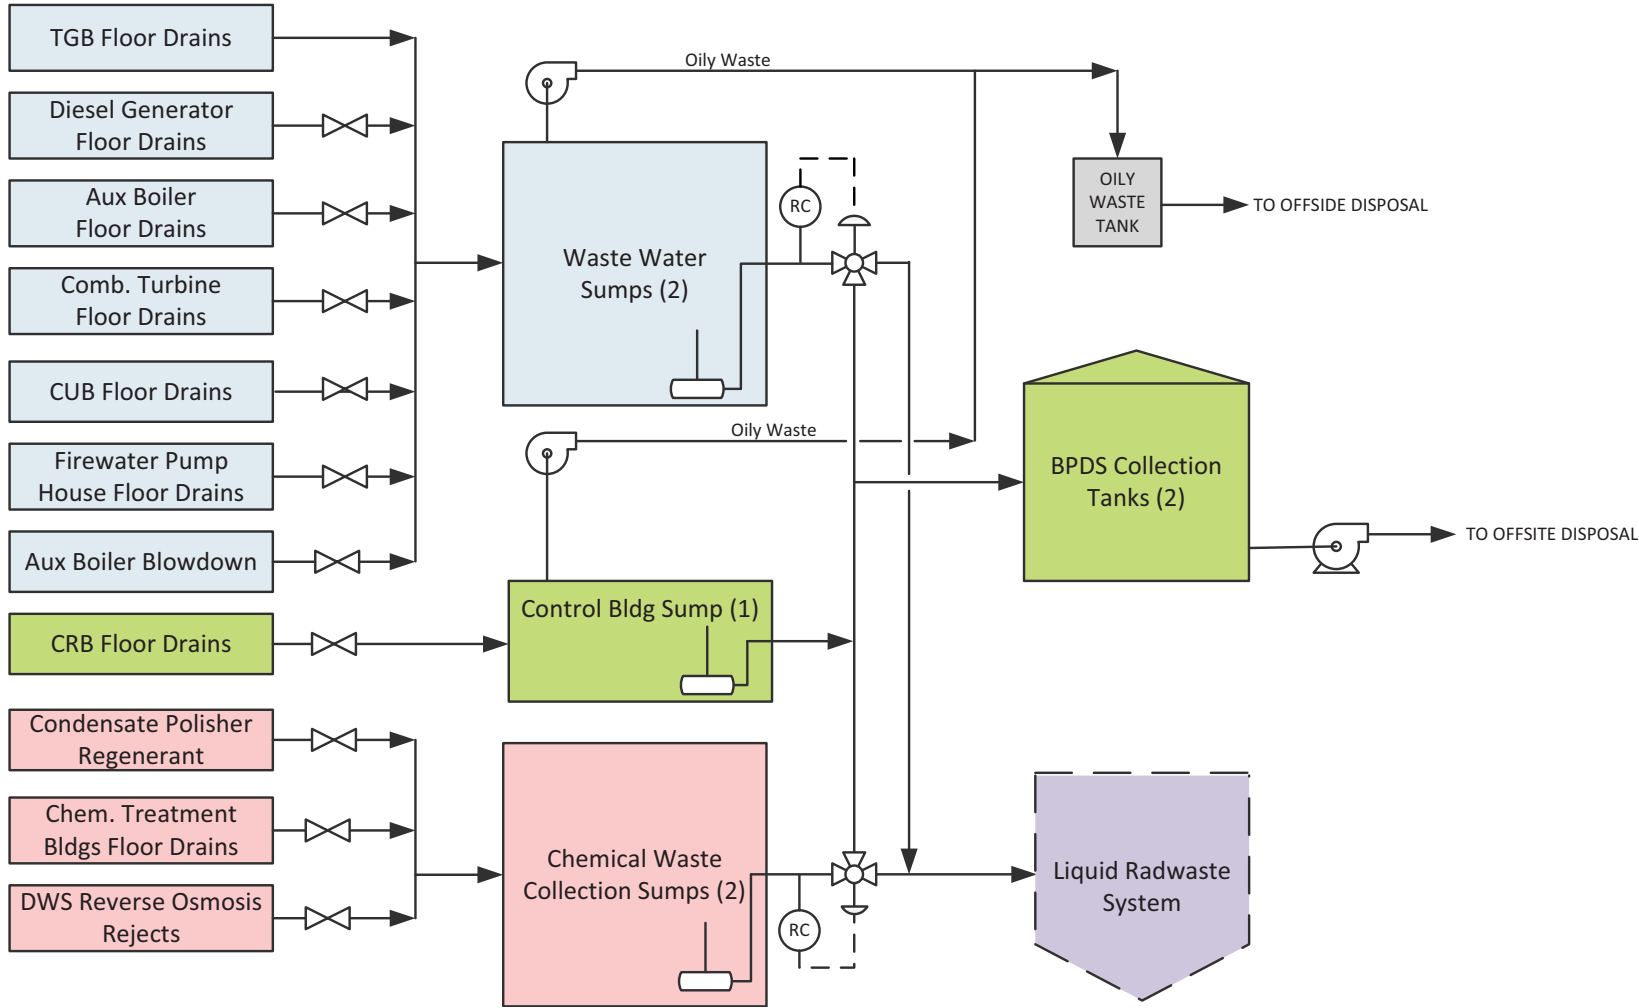 TGB Floor Drains
Diesel Generator
Floor Drains
Aux Boiler
Floor Drains
Comb. Turbine
Floor Drains
CUB Floor Drains
Firewater Pump
House Floor Drains
Aux Boiler Blowdown
CRB Floor Drains
Condensate Polisher
Regenerant
Chem. Treatment
Bldgs Floor Drains
DWS Reverse Osmosis
Rejects
Oily Waste
Waste Water
Sumps (2)
RC
OILY
WASTE
TANK
TO OFFSIDE DISPOSAL
Oily Waste
Control Bldg Sump (1)
BPDS Collection
Tanks (2)
TO OFFSITE DISPOSAL
Chemical Waste
Collection Sumps (2)
RC
Liquid Radwaste
System